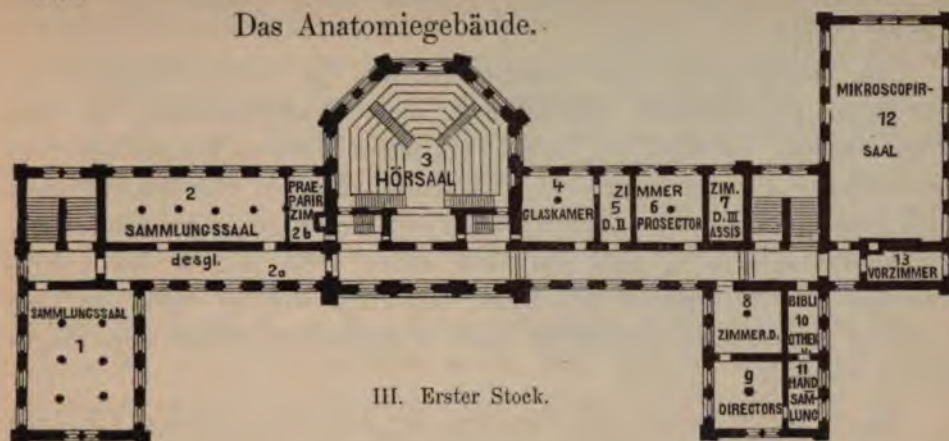 Das Anatomiegebäude.
MIKROSCOPIR-
12
SAAL
3
HÖRSAAL
2
SAMMLUNGSSAAL
PRAE-
PARIR
ZIM.
2b
4
GLASKAMER
ZIMMER
5
D. II.
6
PROSECTOR
ZIM.
7
D. III
ASSIS
desgl.
2a
13
VORZIMMER
SAMMLUNGSSAAL
1
8
ZIMMER.D.
BIBLI
10
OTHEK
9
DIRECTORS
11
HAND
SAM-
LUNG
III. Erster Stock.